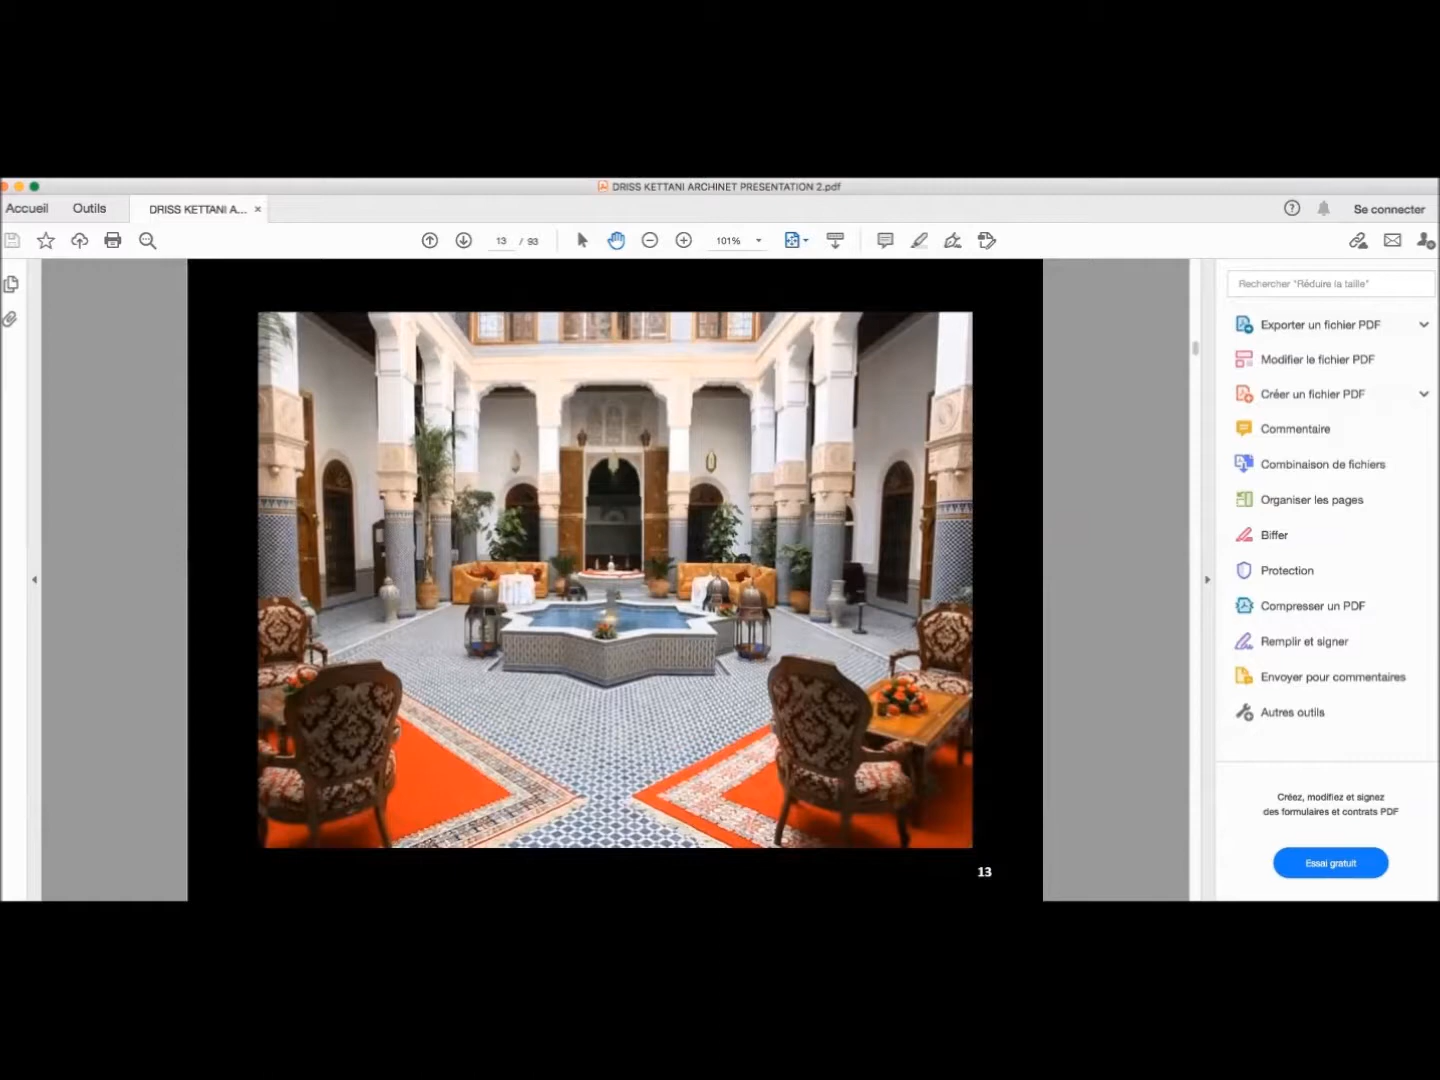 DRISS KETTANI ARCHINET PRESENTATION 2.pdf
Accueil Outils DRISS KETTANI A... × ? Se connecter
13 / 93 101%
Rechercher "Réduire la taille"
Exporter un fichier PDF
Modifier le fichier PDF
Créer un fichier PDF
Commentaire
Combinaison de fichiers
Organiser les pages
Biffer
Protection
Compresser un PDF
Remplir et signer
Envoyer pour commentaires
Autres outils
Créez, modifiez et signez
des formulaires et contrats PDF
Essai gratuit
13